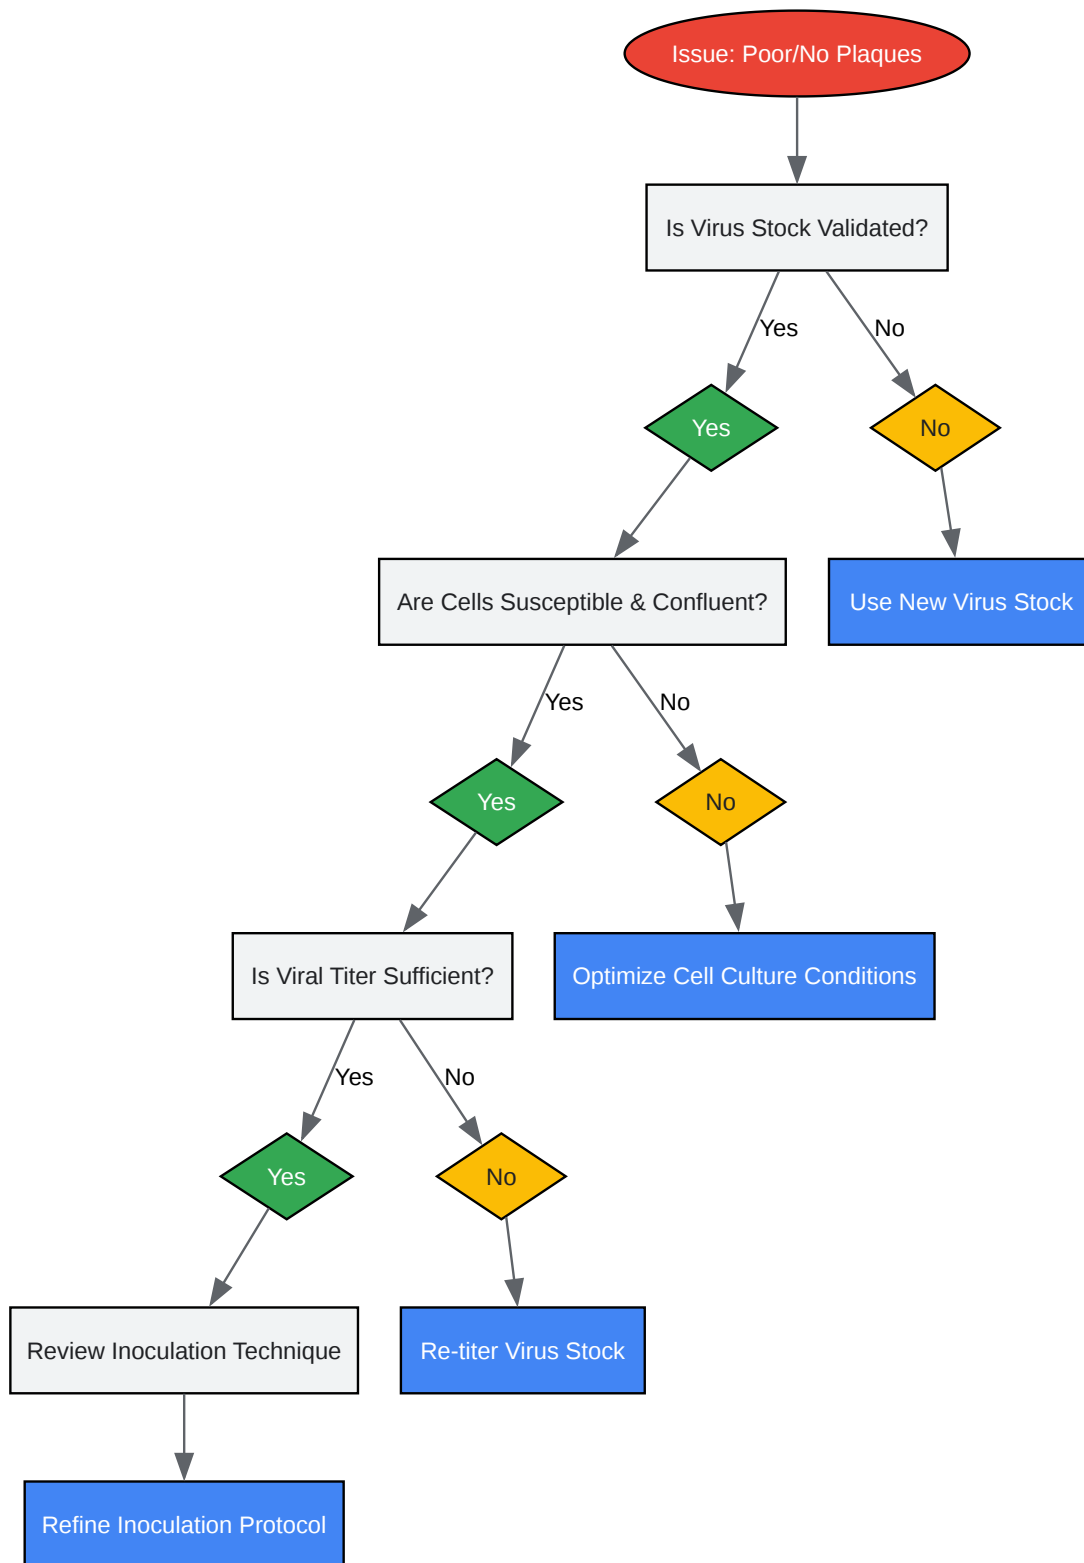 Issue: Poor/No Plaques
Is Virus Stock Validated?
Yes
No
Yes
No
Are Cells Susceptible & Confluent?
Use New Virus Stock
Yes
No
Yes
No
Is Viral Titer Sufficient?
Optimize Cell Culture Conditions
Yes
No
Yes
No
Review Inoculation Technique
Re-titer Virus Stock
Refine Inoculation Protocol